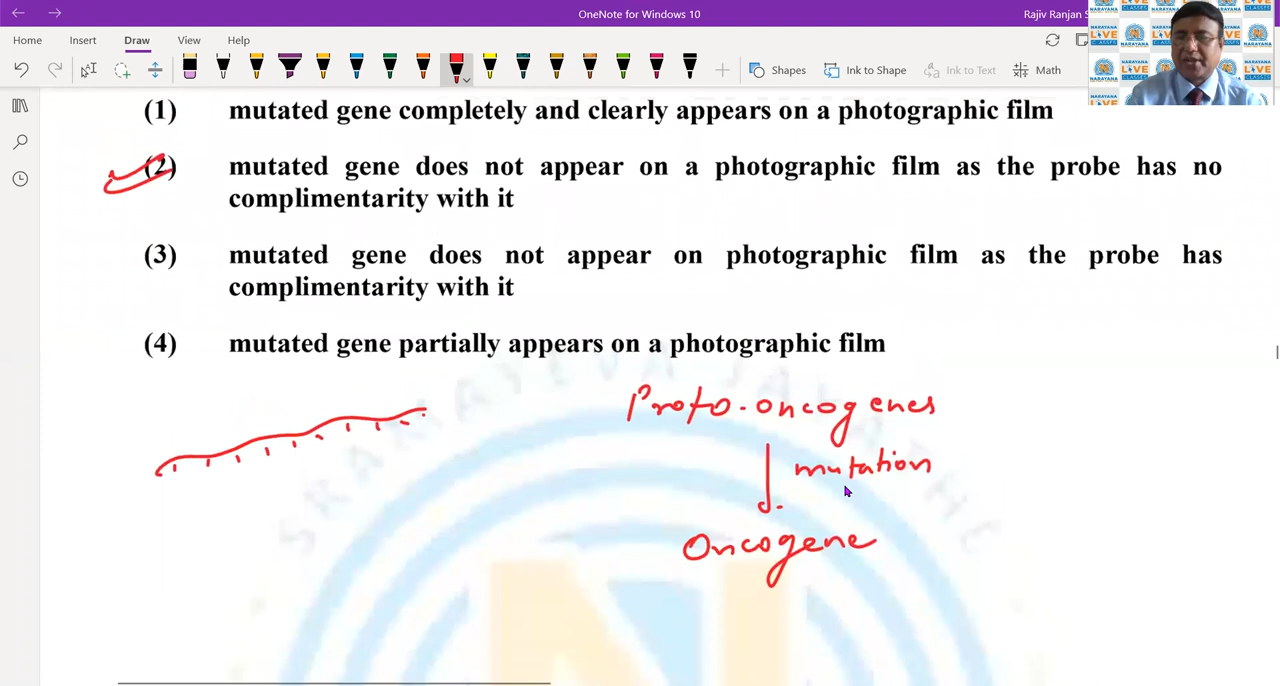 OneNote for Windows 10
Rajiv Ranjan S
Home Insert Draw View Help
Shapes Ink to Shape Ink to Text Math
NARAYANA
LIVE
CLASSES
(1) mutated gene completely and clearly appears on a photographic film
(2) mutated gene does not appear on a photographic film as the probe has no
complimentarity with it
(3) mutated gene does not appear on photographic film as the probe has
complimentarity with it
(4) mutated gene partially appears on a photographic film
Proto-oncogenes
mutation
Oncogene